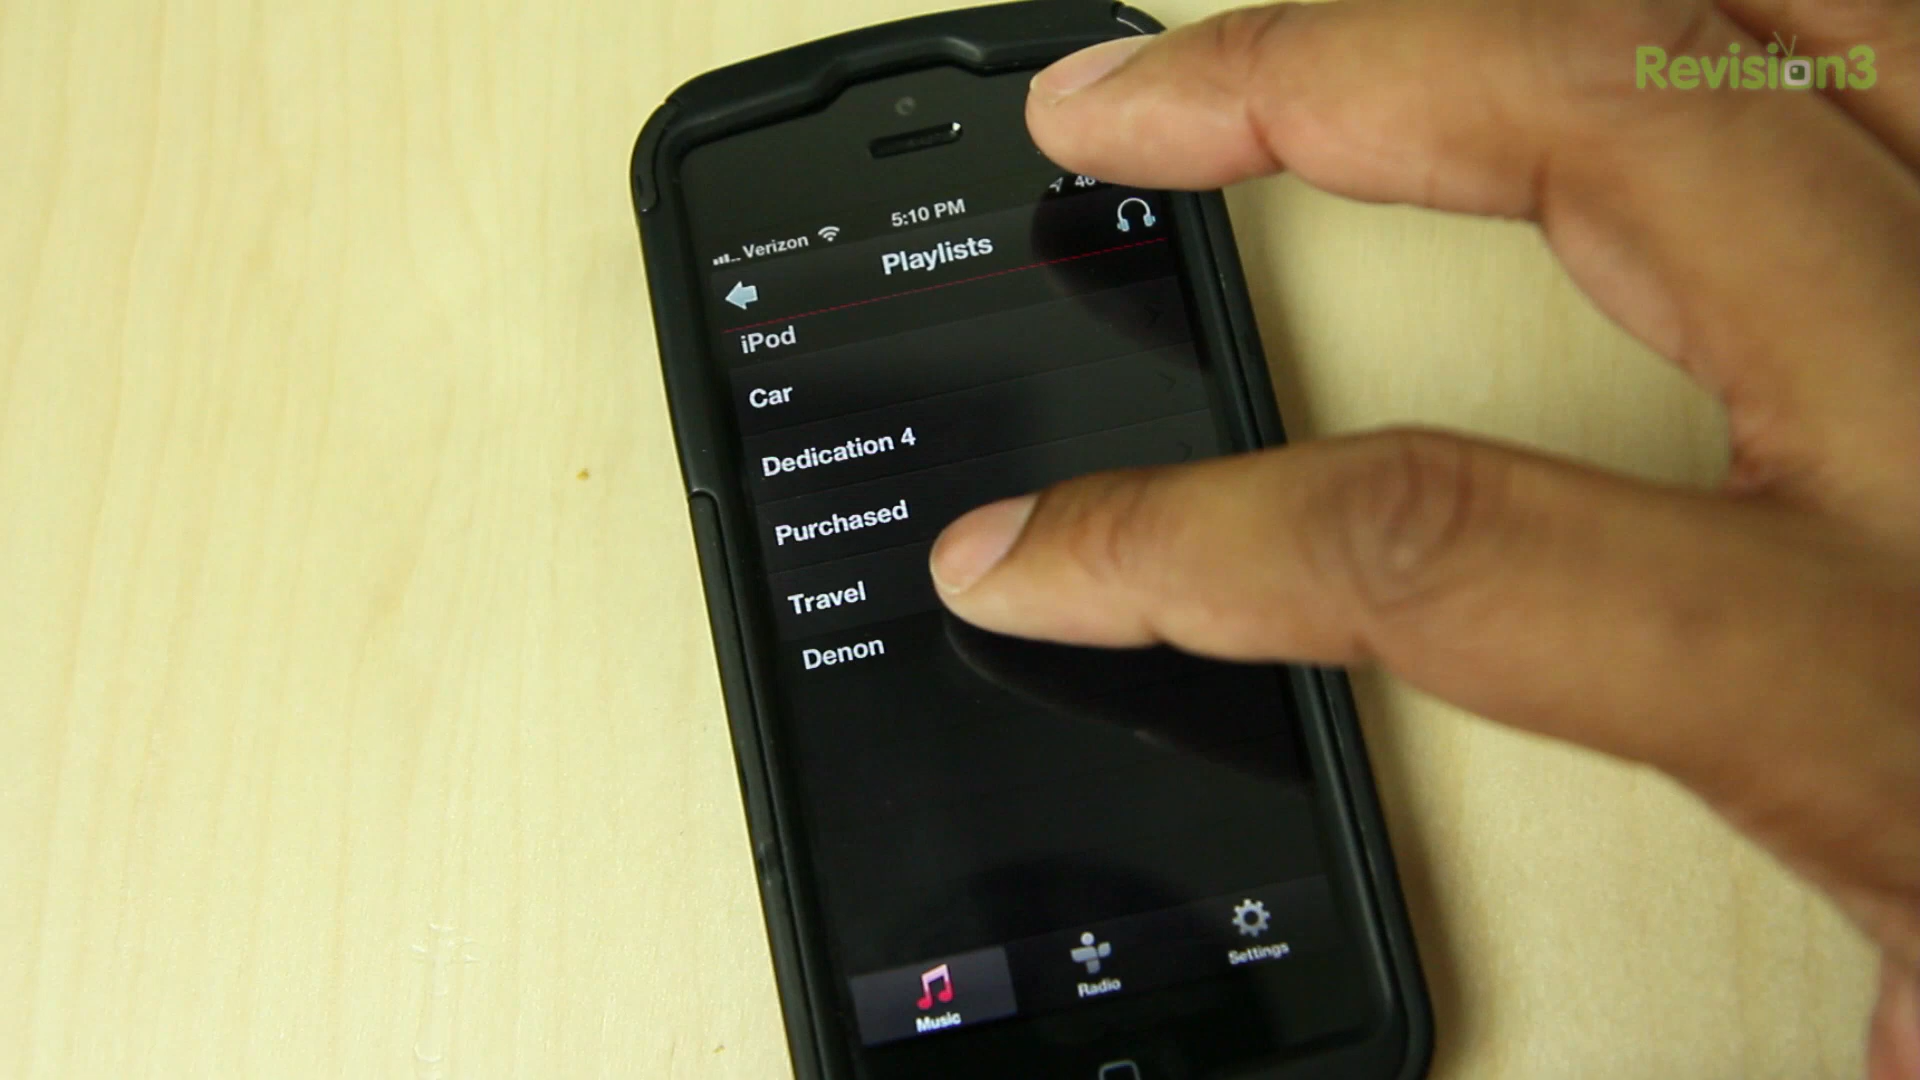 Revision3
Verizon
5:10 PM
Playlists
iPod
Car
Dedication 4
Purchased
Travel
Denon
Music
Radio
Settings